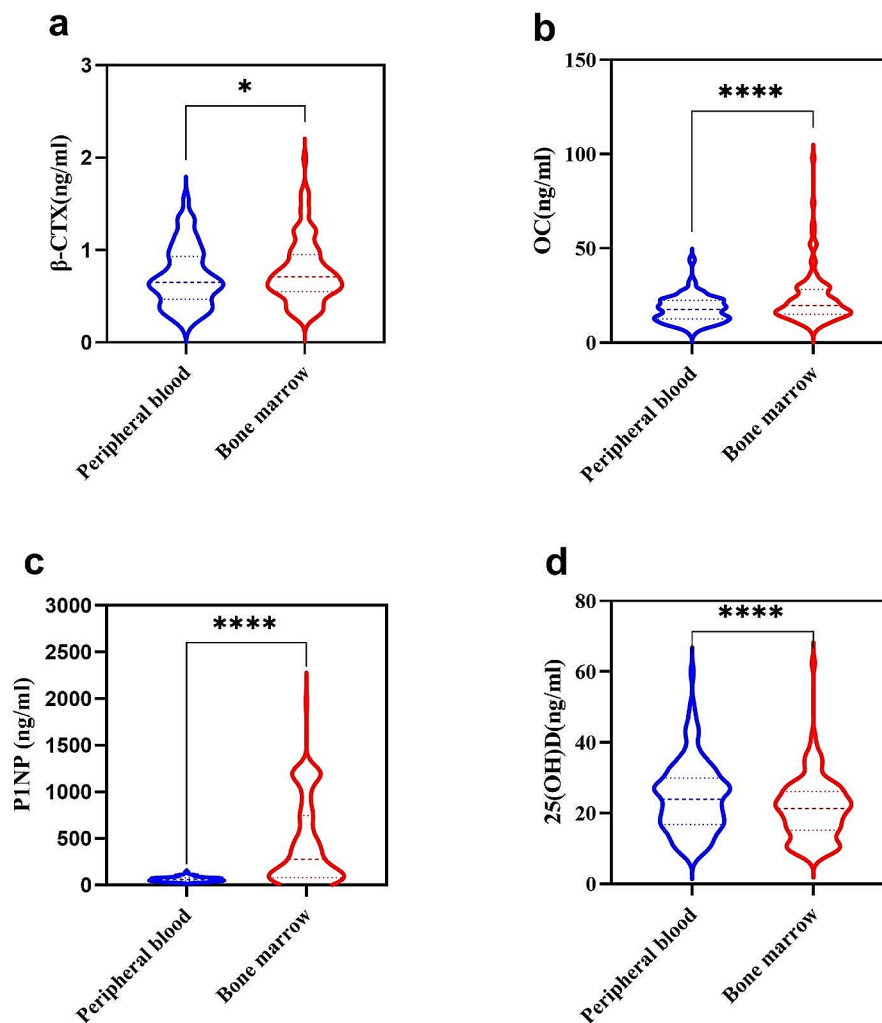 a
β-CTX(ng/ml)
3
2
1
0
*
Peripheral blood
Bone marrow
b
OC(ng/ml)
150
100
50
0
****
Peripheral blood
Bone marrow
c
P1NP (ng/ml)
3000
2500
2000
1500
1000
500
0
****
Peripheral blood
Bone marrow
d
25(OH)D(ng/ml)
80
60
40
20
0
****
Peripheral blood
Bone marrow